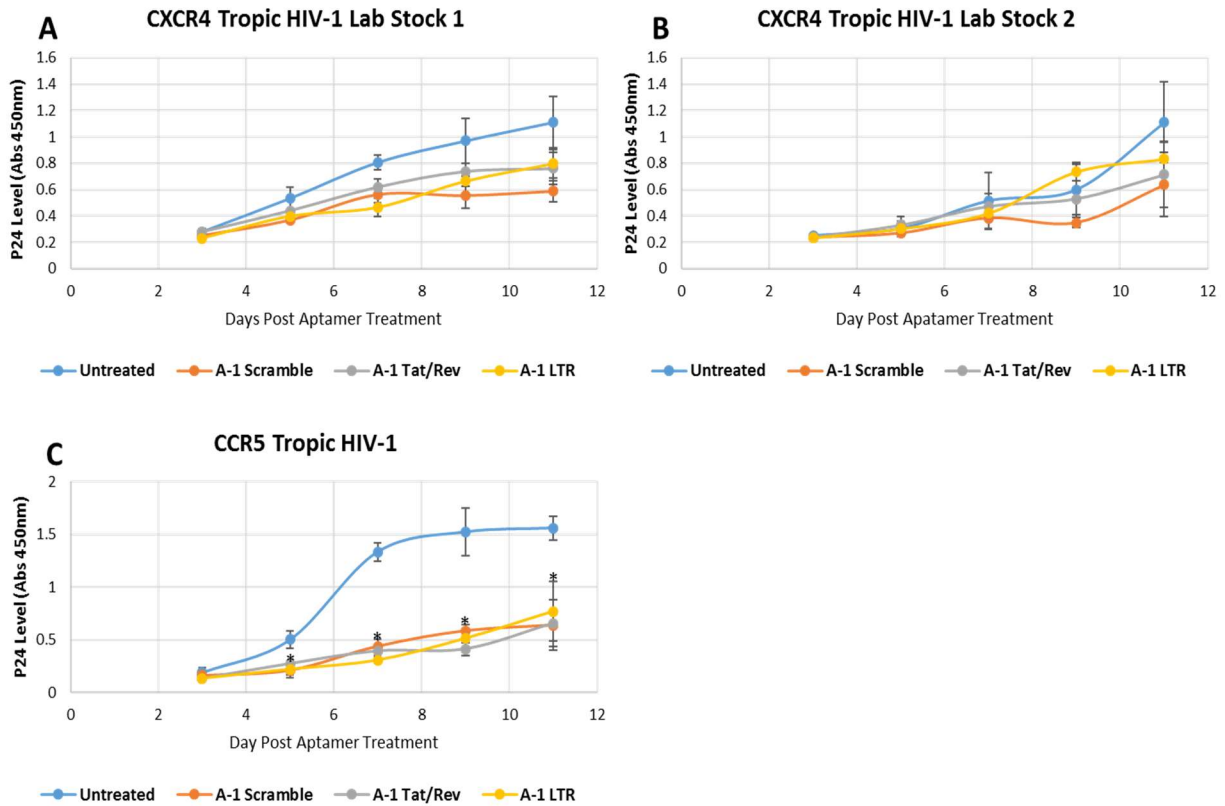 A
CXCR4 Tropic HIV-1 Lab Stock 1
P24 Level (Abs 450nm)
1.6
1.4
1.2
1
0.8
0.6
0.4
0.2
0
0 2 4 6 8 10 12
Days Post Aptamer Treatment
Untreated A-1 Scramble A-1 Tat/Rev A-1 LTR
B
CXCR4 Tropic HIV-1 Lab Stock 2
P24 Level (Abs 450nm)
1.6
1.4
1.2
1
0.8
0.6
0.4
0.2
0
0 2 4 6 8 10 12
Day Post Apatamer Treatment
Untreated A-1 Scramble A-1 Tat/Rev A-1 LTR
C
CCR5 Tropic HIV-1
P24 Level (Abs 450nm)
2
1.5
1
0.5
0
* * * *
0 2 4 6 8 10 12
Day Post Aptamer Treatment
Untreated A-1 Scramble A-1 Tat/Rev A-1 LTR